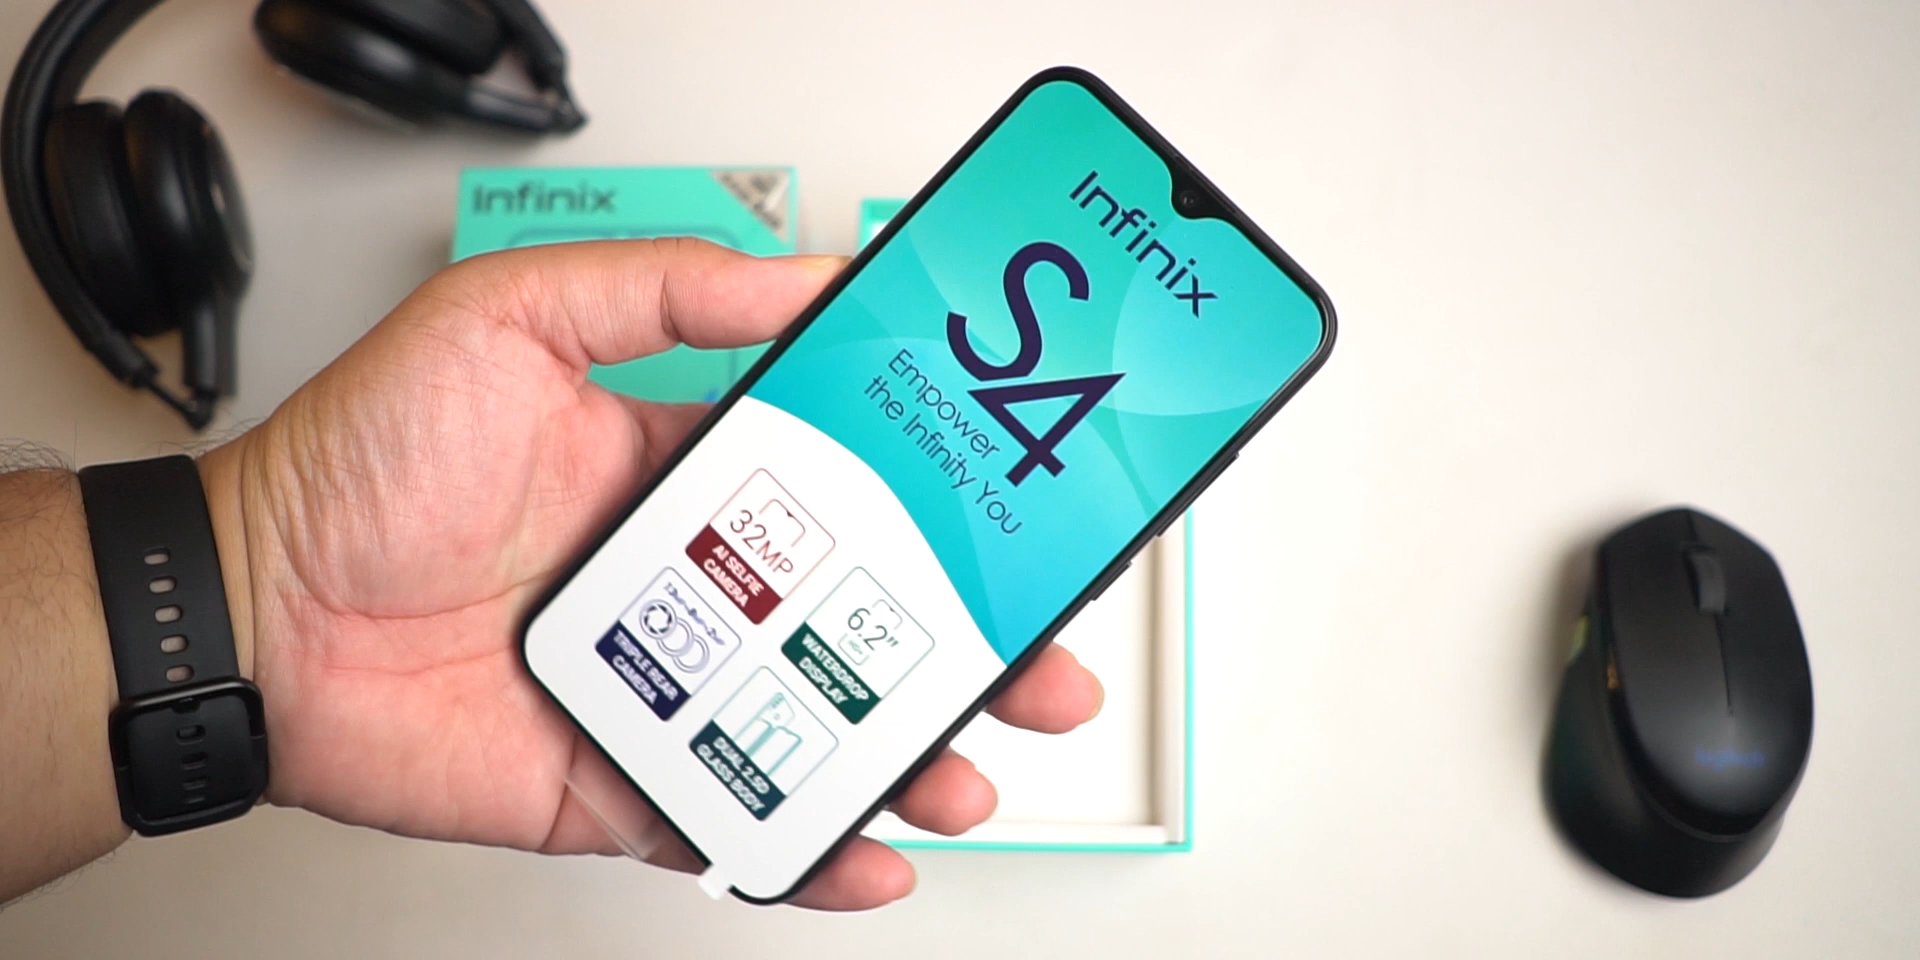 Infinix
Infinix
S4
Empower
the Infinity You
32MP
AI SELFIE
CAMERA
6.2"
HD+
WATERDROP
DISPLAY
TRIPLE REAR
CAMERA
DUAL 2.5D
GLASS BODY